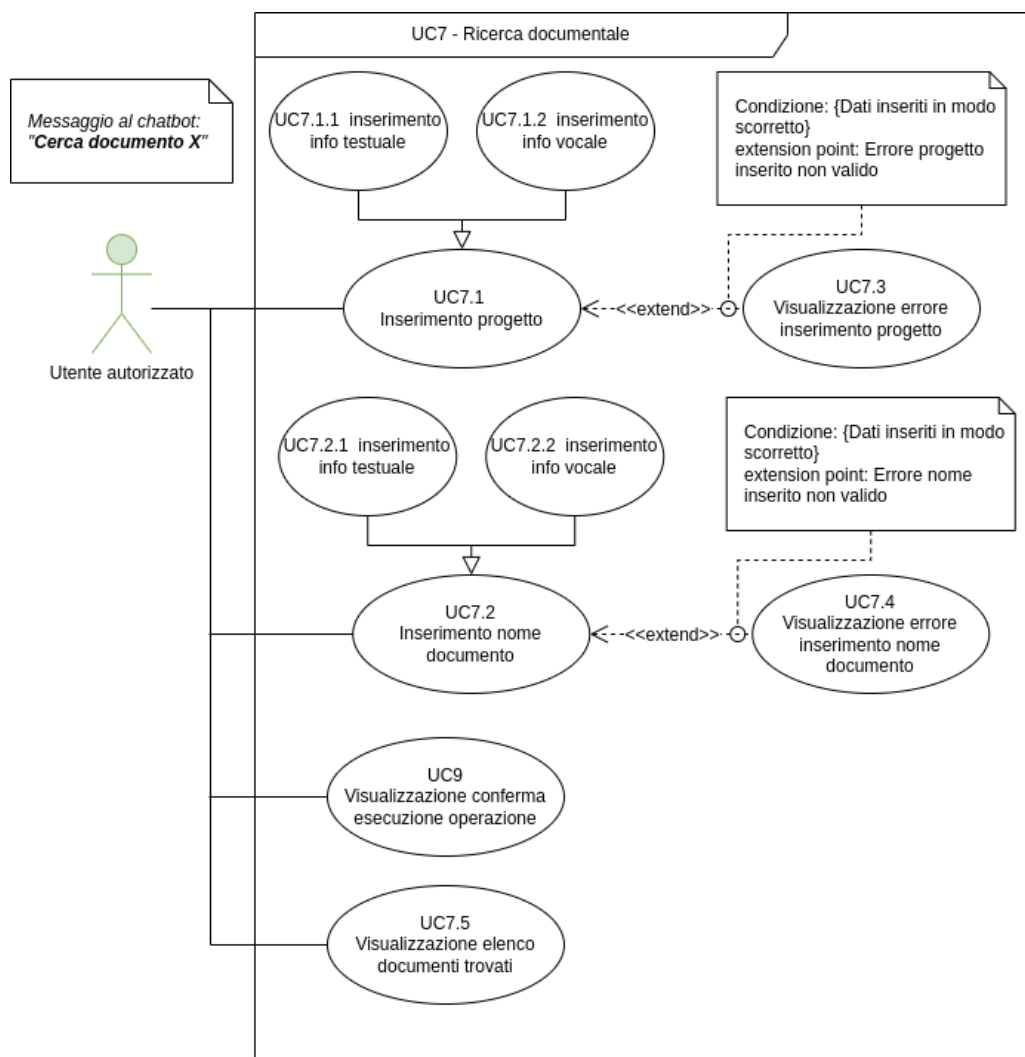 UC7 - Ricerca documentale
Messaggio al chatbot:
"Cerca documento X"
UC7.1.1 inserimento
info testuale
UC7.1.2 inserimento
info vocale
Condizione: {Dati inseriti in modo
scorretto}
extension point: Errore progetto
inserito non valido
UC7.1
Inserimento progetto
<<extend>>
UC7.3
Visualizzazione errore
inserimento progetto
Utente autorizzato
UC7.2.1 inserimento
info testuale
UC7.2.2 inserimento
info vocale
Condizione: {Dati inseriti in modo
scorretto}
extension point: Errore nome
inserito non valido
UC7.2
Inserimento nome
documento
<<extend>>
UC7.4
Visualizzazione errore
inserimento nome
documento
UC9
Visualizzazione conferma
esecuzione operazione
UC7.5
Visualizzazione elenco
documenti trovati